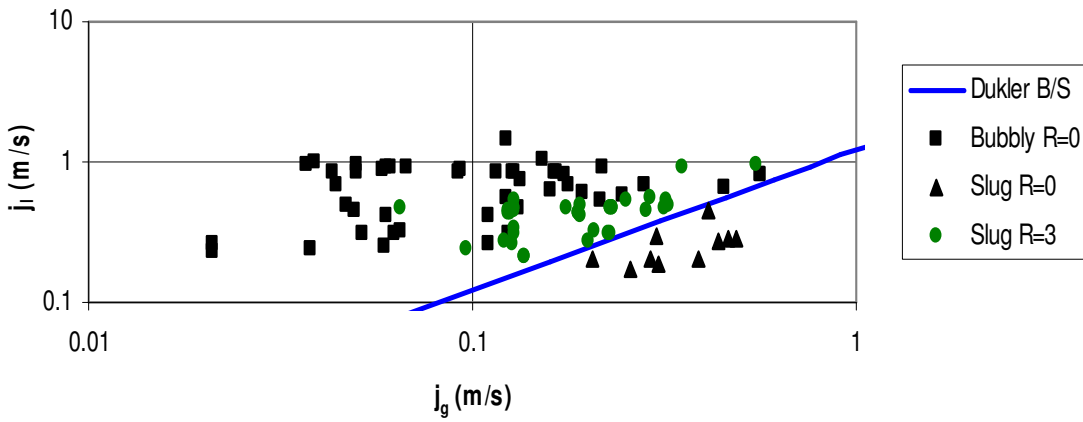 10
1
0.1
j_l (m/s)
0.01
0.1
1
j_g (m/s)
Dukler B/S
Bubbly R=0
Slug R=0
Slug R=3